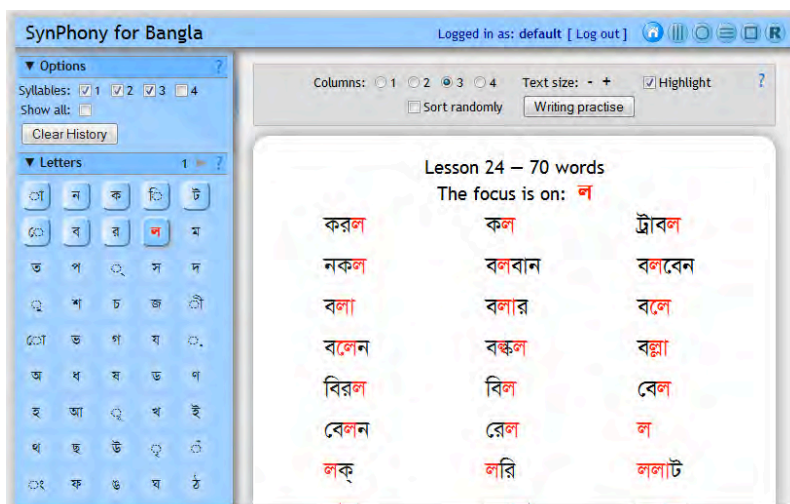 SynPhony for Bangla
Logged in as: default [ Log out ]
R
▼ Options ?
Syllables: 1 2 3 4
Show all:
Clear History
▼ Letters 1 ?
া ন ক ি ট
ে ব র ল ম
ত প ্ স দ
ু শ চ জ ী
ো ভ গ য ়
অ ধ ষ ড ণ
হ আ ূ খ ই
থ ছ উ ৃ ঁ
ং ফ ঙ ঘ ঠ
Columns: 1 2 3 4 Text size: - + Highlight ?
Sort randomly Writing practise
Lesson 24 – 70 words
The focus is on: ল
করল কল ট্রাবল
নকল বলবান বলবেন
বলা বলার বলে
বলেন বল্কল বল্লা
বিরল বিল বেল
বেলন রেল ল
লক্ লরি ললাট